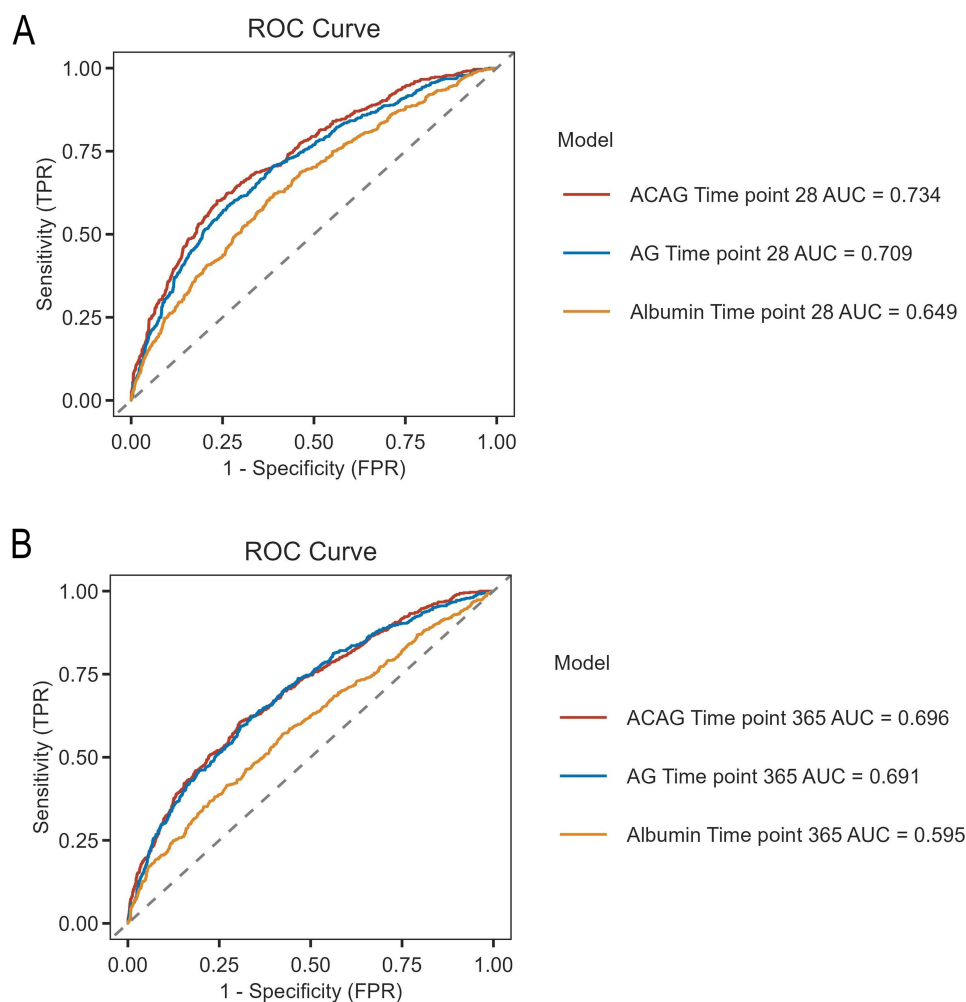 A
ROC Curve
1.00
0.75
0.50
0.25
0.00
Sensitivity (TPR)
0.00 0.25 0.50 0.75 1.00
1 - Specificity (FPR)
Model
ACAG Time point 28 AUC = 0.734
AG Time point 28 AUC = 0.709
Albumin Time point 28 AUC = 0.649
B
ROC Curve
1.00
0.75
0.50
0.25
0.00
Sensitivity (TPR)
0.00 0.25 0.50 0.75 1.00
1 - Specificity (FPR)
Model
ACAG Time point 365 AUC = 0.696
AG Time point 365 AUC = 0.691
Albumin Time point 365 AUC = 0.595